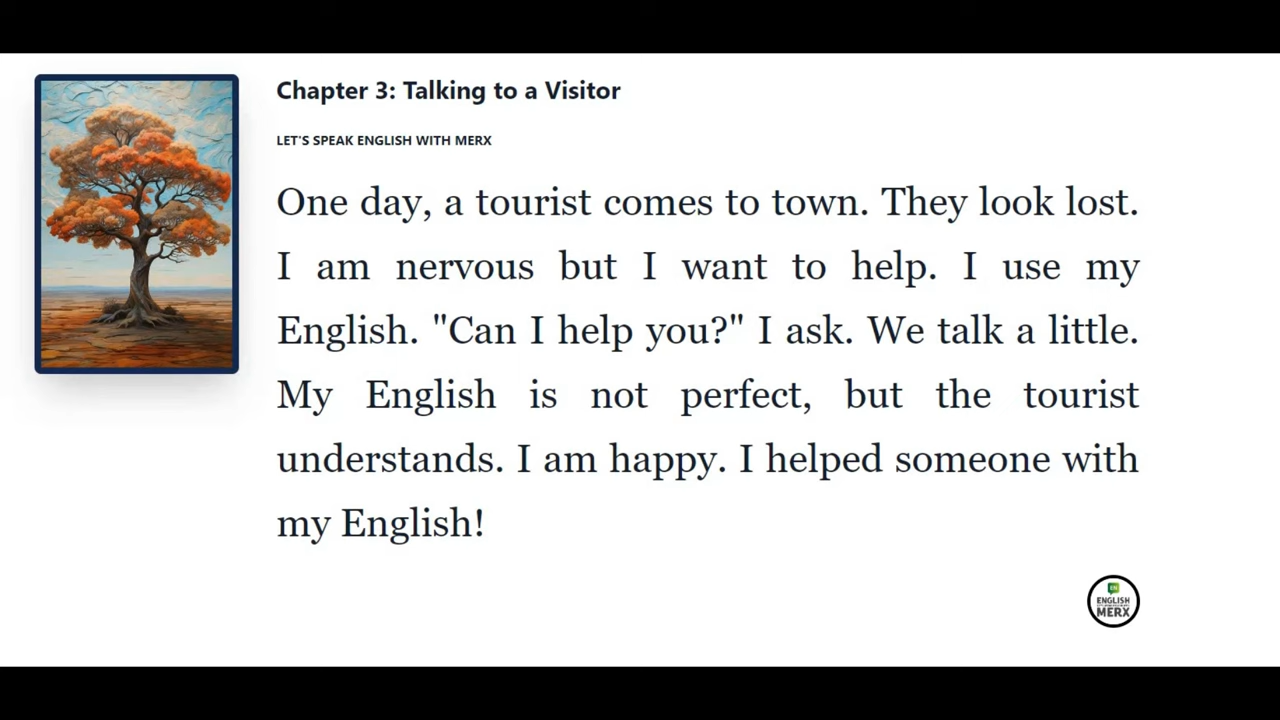 Chapter 3: Talking to a Visitor
LET'S SPEAK ENGLISH WITH MERX
One day, a tourist comes to town. They look lost.
I am nervous but I want to help. I use my
English. "Can I help you?" I ask. We talk a little.
My English is not perfect, but the tourist
understands. I am happy. I helped someone with
my English!
EN
ENGLISH
MERX